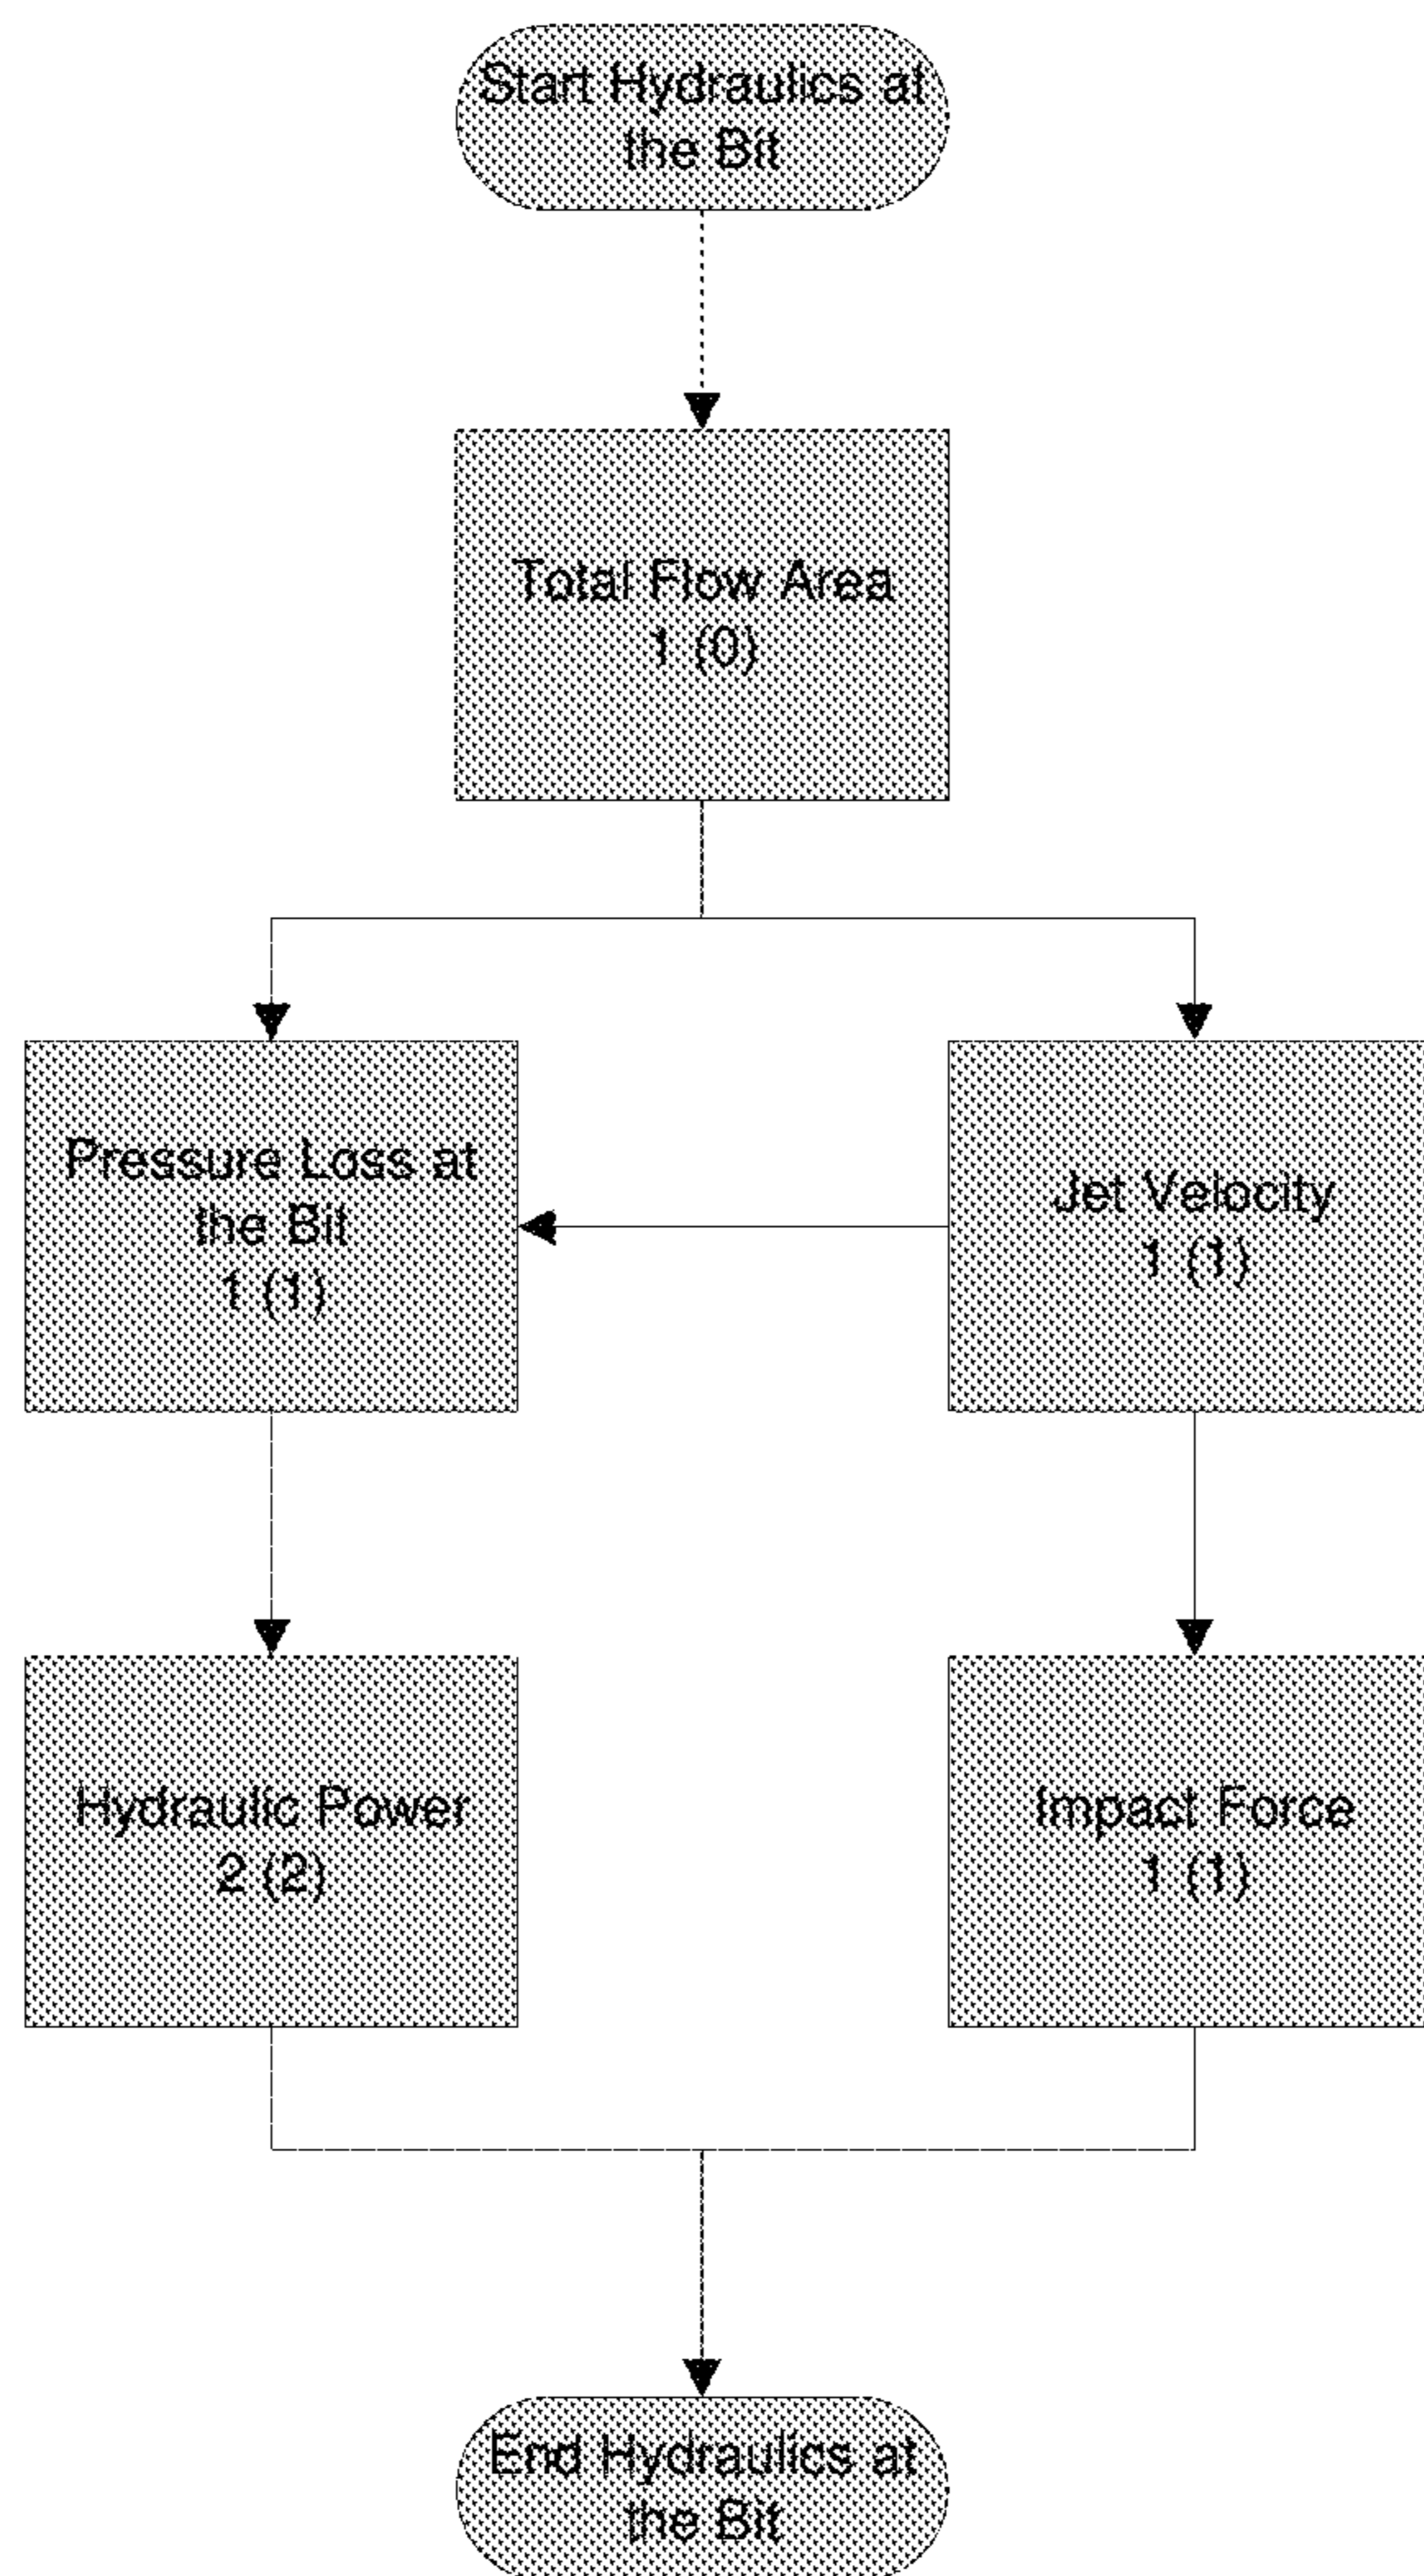 Start Hydraulics at
the Bit
Total Flow Area
1 (0)
Pressure Loss at
the Bit
1 (1)
Jet Velocity
1 (1)
Hydraulic Power
2 (2)
Impact Force
1 (1)
End Hydraulics at
the Bit